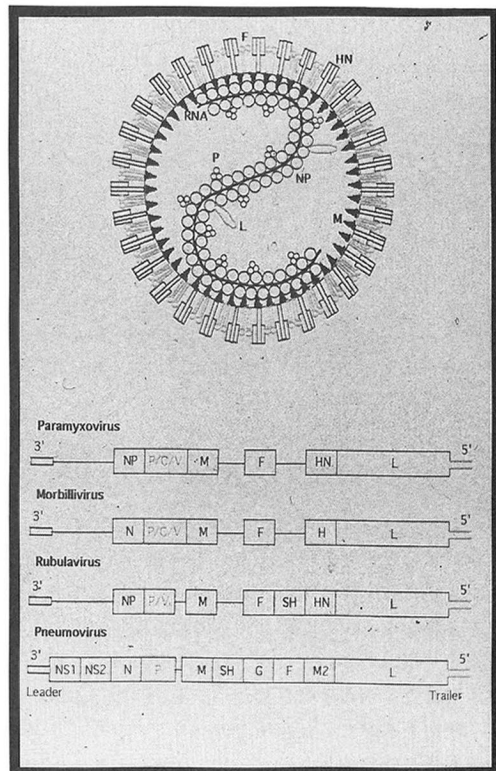 F
HN
RNA
P
NP
L
M
Paramyxovirus
3' 5'
NP P/C/V M F HN L
Morbillivirus
3' 5'
N P/C/V M F H L
Rubulavirus
3' 5'
NP P/V M F SH HN L
Pneumovirus
3' 5'
NS1 NS2 N P M SH G F M2 L
Leader Trailer